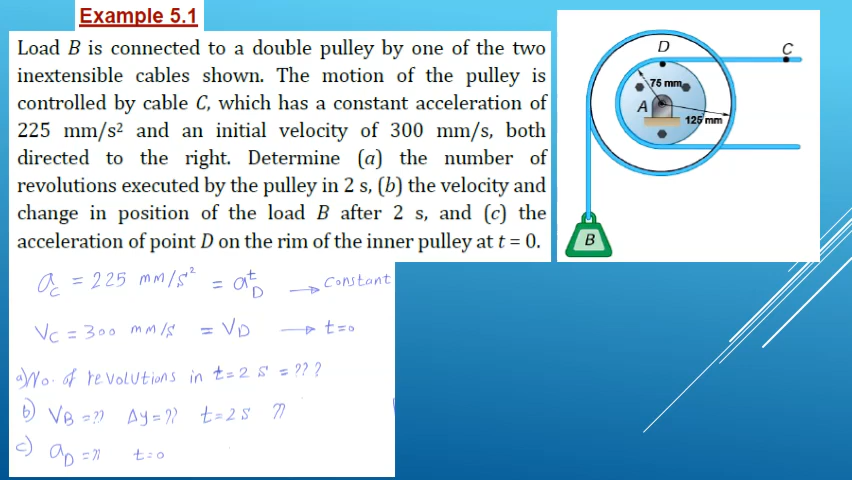 Example 5.1
Load B is connected to a double pulley by one of the two
inextensible cables shown. The motion of the pulley is
controlled by cable C, which has a constant acceleration of
225 mm/s² and an initial velocity of 300 mm/s, both
directed to the right. Determine (a) the number of
revolutions executed by the pulley in 2 s, (b) the velocity and
change in position of the load B after 2 s, and (c) the
acceleration of point D on the rim of the inner pulley at t = 0.
D
C
75 mm
A
125 mm
B
a_C = 225 mm/s² = a_D^t → constant
V_C = 300 mm/s = V_D → t=0
a) No. of revolutions in t=2 s = ???
b) V_B = ?? Δy = ?? t=2 s ??
c) a_D = ?? t=0